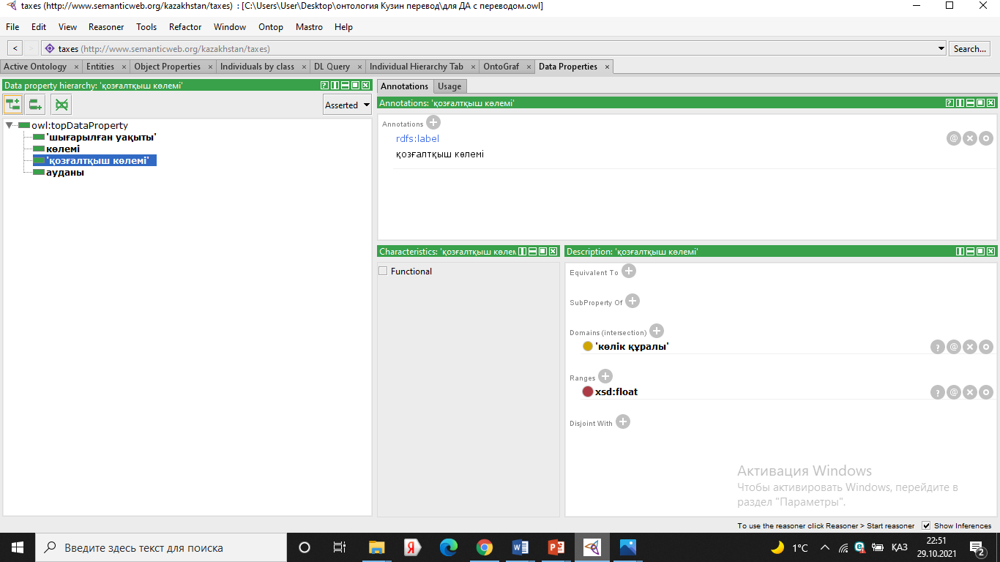 taxes (http://www.semanticweb.org/kazakhstan/taxes) : [C:\Users\User\Desktop\онтология Кузин перевод\для ДА с переводом.owl]
File Edit View Reasoner Tools Refactor Window Ontop Mastro Help
< > taxes (http://www.semanticweb.org/kazakhstan/taxes) Search...
Active Ontology × Entities × Object Properties × Individuals by class × DL Query × Individual Hierarchy Tab × OntoGraf × Data Properties ×
Data property hierarchy: 'қозғалтқыш көлемі'
Asserted
owl:topDataProperty
'шығарылған уақыты'
көлемі
'қозғалтқыш көлемі'
ауданы
Annotations Usage
Annotations: 'қозғалтқыш көлемі'
Annotations
rdfs:label
қозғалтқыш көлемі
Characteristics: 'қозғалтқыш көлем
Functional
Description: 'қозғалтқыш көлемі'
Equivalent To
SubProperty Of
Domains (intersection)
'көлік құралы'
Ranges
xsd:float
Disjoint With
Активация Windows
Чтобы активировать Windows, перейдите в
раздел "Параметры".
To use the reasoner click Reasoner > Start reasoner Show Inferences
Введите здесь текст для поиска
1°C
ҚАЗ
22:51
29.10.2021
2